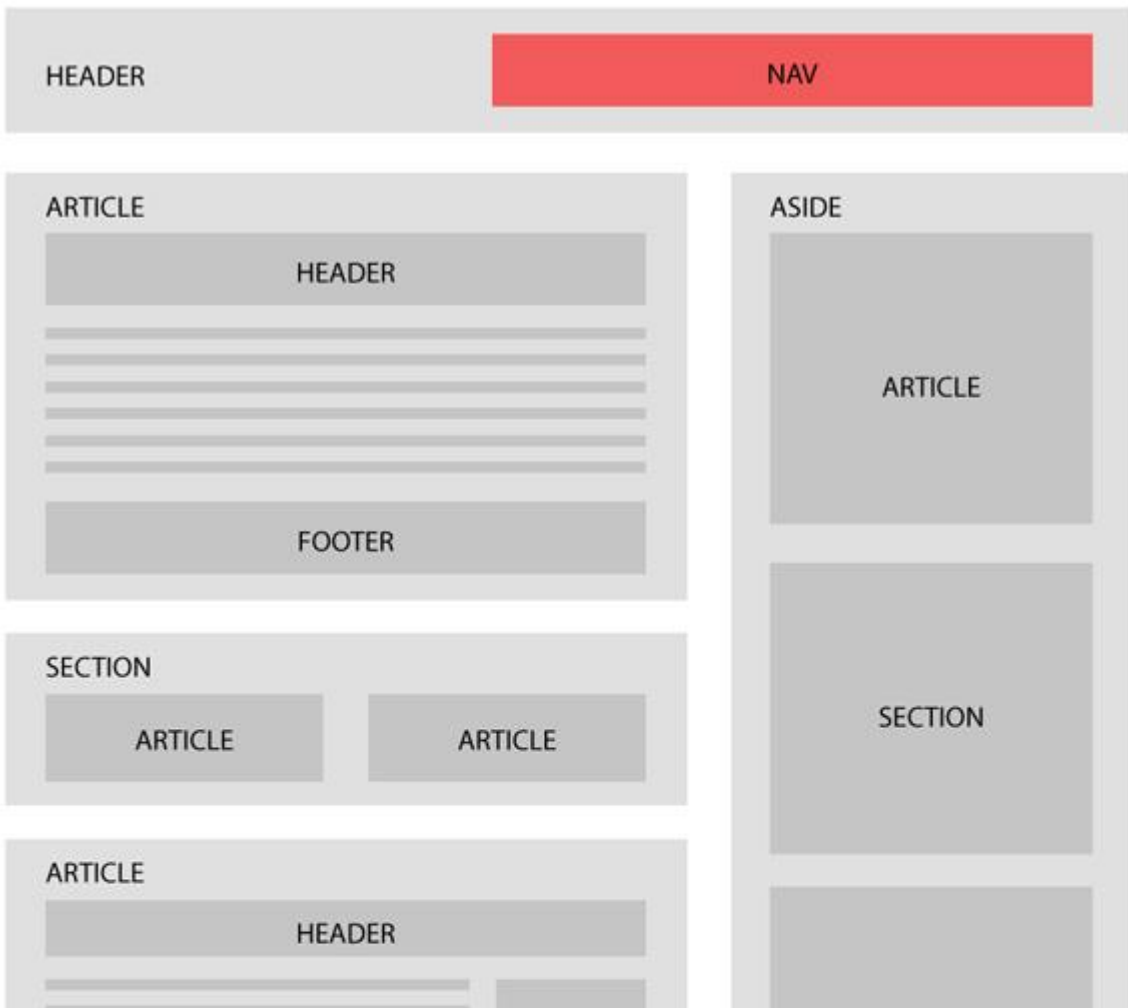 HEADER
NAV
ARTICLE
HEADER
FOOTER
SECTION
ARTICLE
ARTICLE
ARTICLE
HEADER
ASIDE
ARTICLE
SECTION